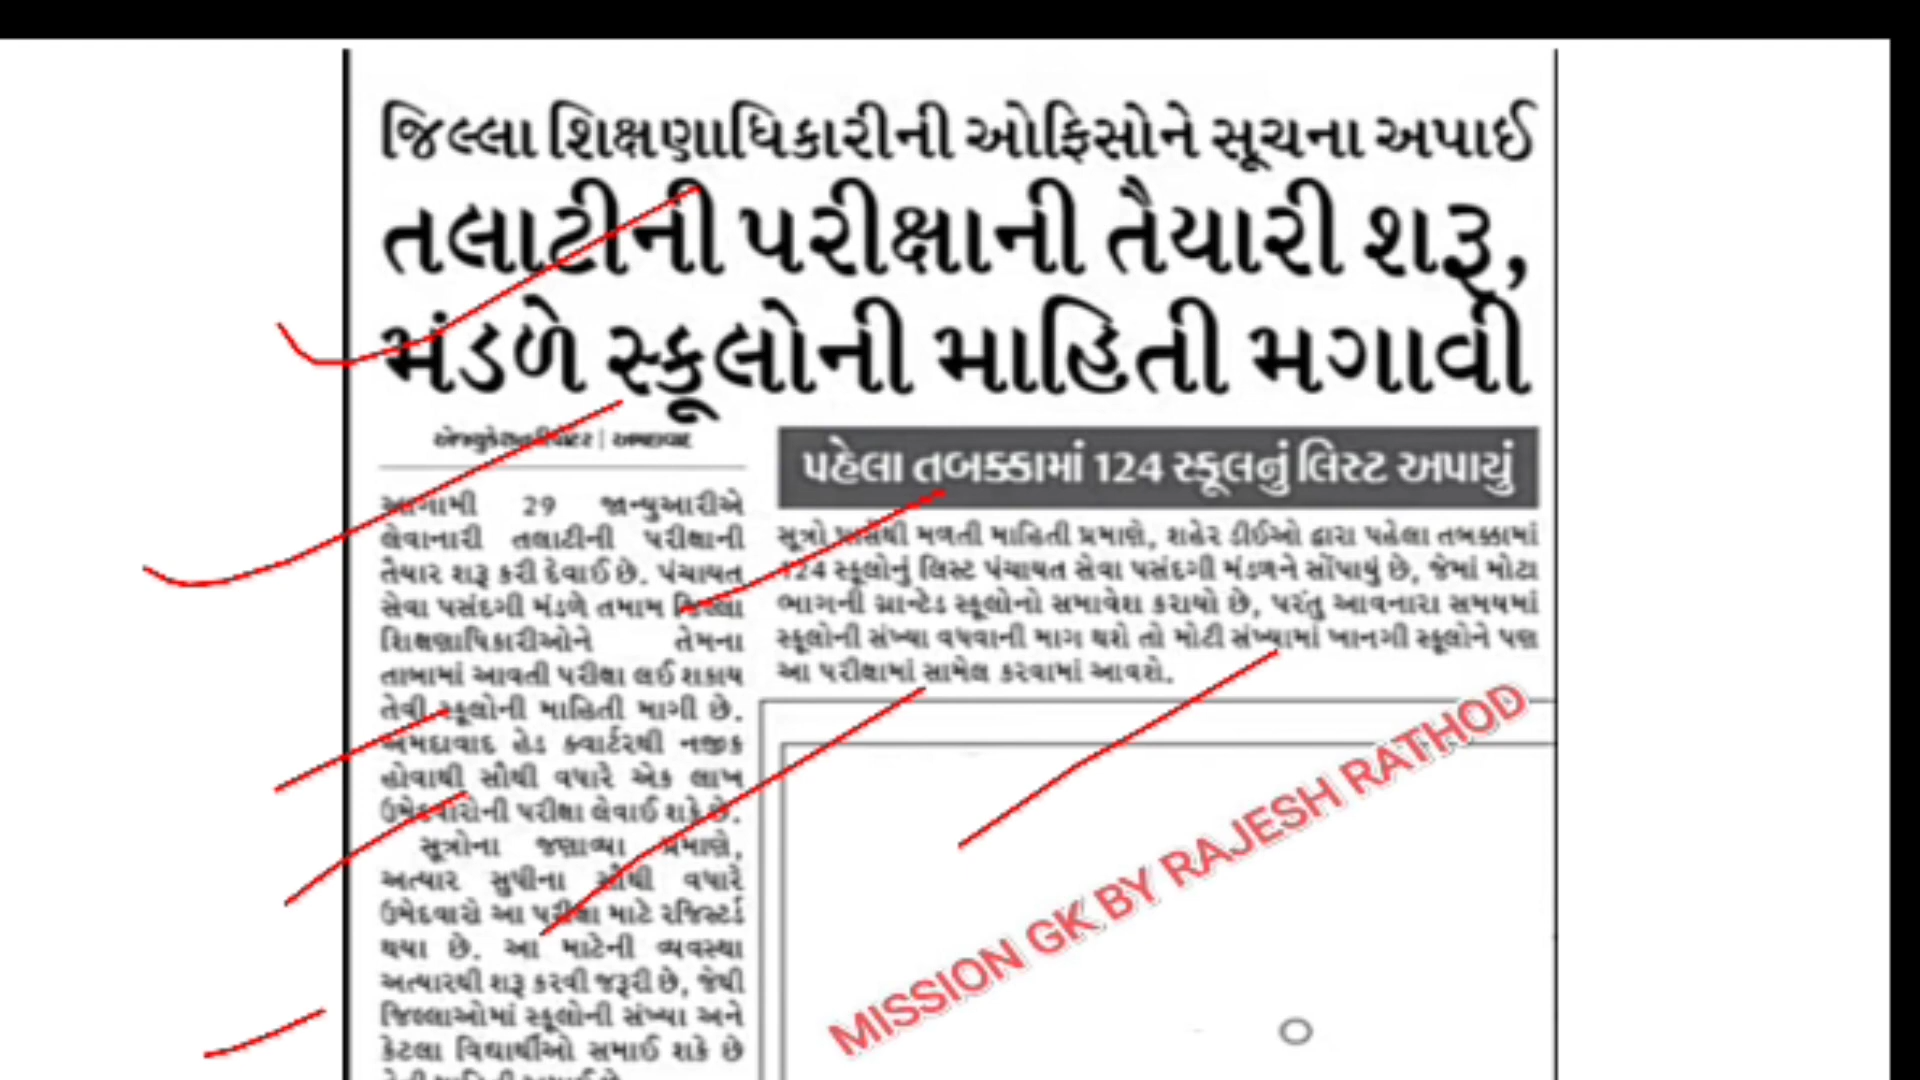 જિલ્લા શિક્ષણાધિકારીની ઓફિસોને સૂચના અપાઈ
તલાટીની પરીક્ષાની તૈયારી શરૂ,
મંડળે સ્કૂલોની માહિતી મગાવી
એજ્યુકેશન રિપોર્ટર | અમદાવાદ
આગામી 29 જાન્યુઆરીએ
લેવાનારી તલાટીની પરીક્ષાની
તૈયાર શરૂ કરી દેવાઈ છે. પંચાયત
સેવા પસંદગી મંડળે તમામ જિલ્લા
શિક્ષણાધિકારીઓને તેમના
તાબામાં આવતી પરીક્ષા લઈ શકાય
તેવી સ્કૂલોની માહિતી માગી છે.
અમદાવાદ હેડ ક્વાર્ટરથી નજીક
હોવાથી સૌથી વધારે એક લાખ
ઉમેદવારોની પરીક્ષા લેવાઈ શકે છે.
સૂત્રોના જણાવ્યા પ્રમાણે,
અત્યાર સુધીના સૌથી વધારે
ઉમેદવારો આ પરીક્ષા માટે રજિસ્ટર્ડ
થયા છે. આ માટેની વ્યવસ્થા
અત્યારથી શરૂ કરવી જરૂરી છે, જેથી
જિલ્લાઓમાં સ્કૂલોની સંખ્યા અને
કેટલા વિદ્યાર્થીઓ સમાઈ શકે છે
પહેલા તબક્કામાં 124 સ્કૂલનું લિસ્ટ અપાયું
સૂત્રો પાસેથી મળતી માહિતી પ્રમાણે, શહેર ડીઈઓ દ્વારા પહેલા તબક્કામાં
124 સ્કૂલોનું લિસ્ટ પંચાયત સેવા પસંદગી મંડળને સોંપાયું છે, જેમાં મોટા
ભાગની ગ્રાન્ટેડ સ્કૂલોનો સમાવેશ કરાયો છે, પરંતુ આવનારા સમયમાં
સ્કૂલોની સંખ્યા વધવાની માગ થશે તો મોટી સંખ્યામાં ખાનગી સ્કૂલોને પણ
આ પરીક્ષામાં સામેલ કરવામાં આવશે.
MISSION GK BY RAJESH RATHOD